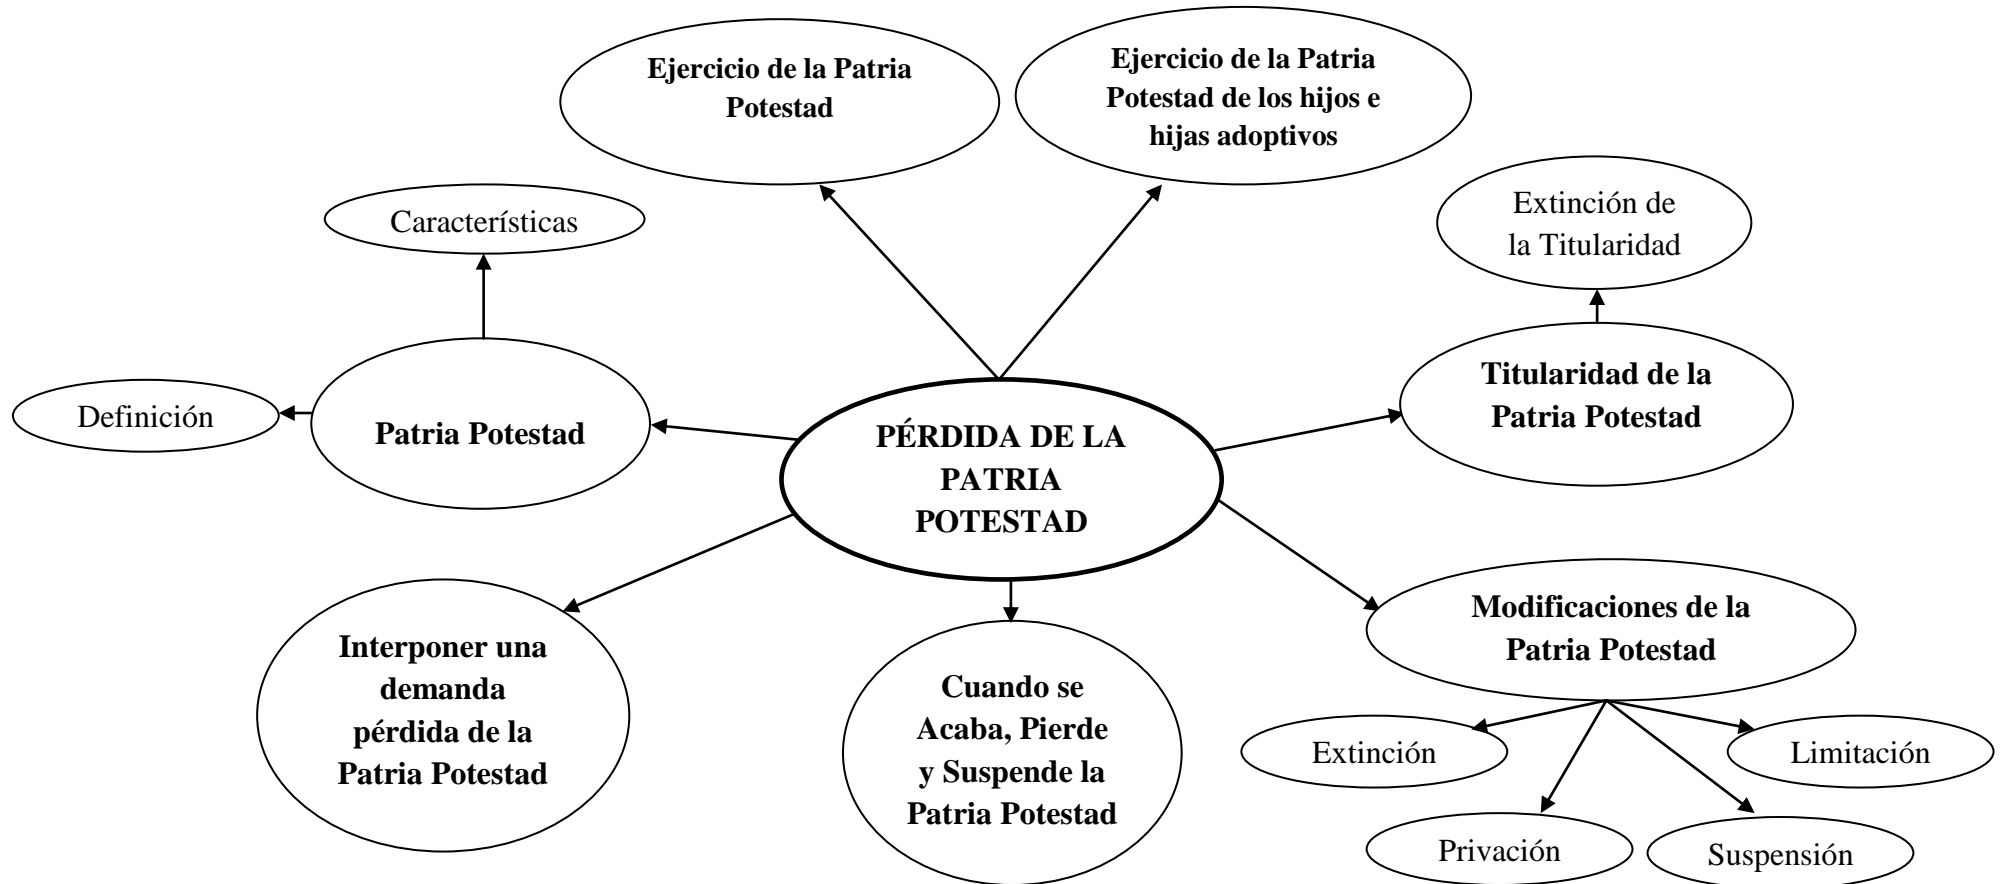 Ejercicio de la Patria
Potestad
Ejercicio de la Patria
Potestad de los hijos e
hijas adoptivos
Características
Extinción de
la Titularidad
Definición
Patria Potestad
PÉRDIDA DE LA
PATRIA
POTESTAD
Titularidad de la
Patria Potestad
Interponer una
demanda
pérdida de la
Patria Potestad
Cuando se
Acaba, Pierde
y Suspende la
Patria Potestad
Modificaciones de la
Patria Potestad
Extinción
Limitación
Privación
Suspensión